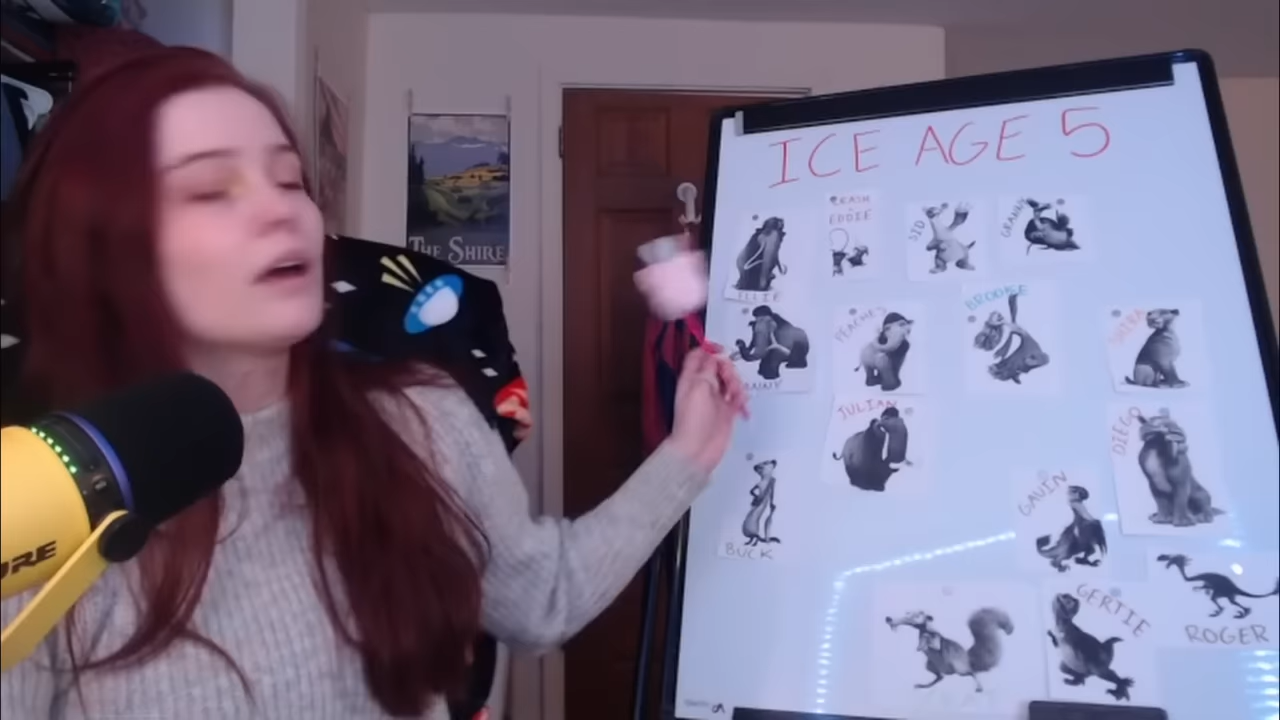 ICE AGE 5
CRASH +
EDDIE
SID
GRANNY
ELLIE
PEACHES
BROOKE
SHIRA
MANNY
JULIAN
DIEGO
GAVIN
BUCK
GERTIE
ROGER
THE SHIRE